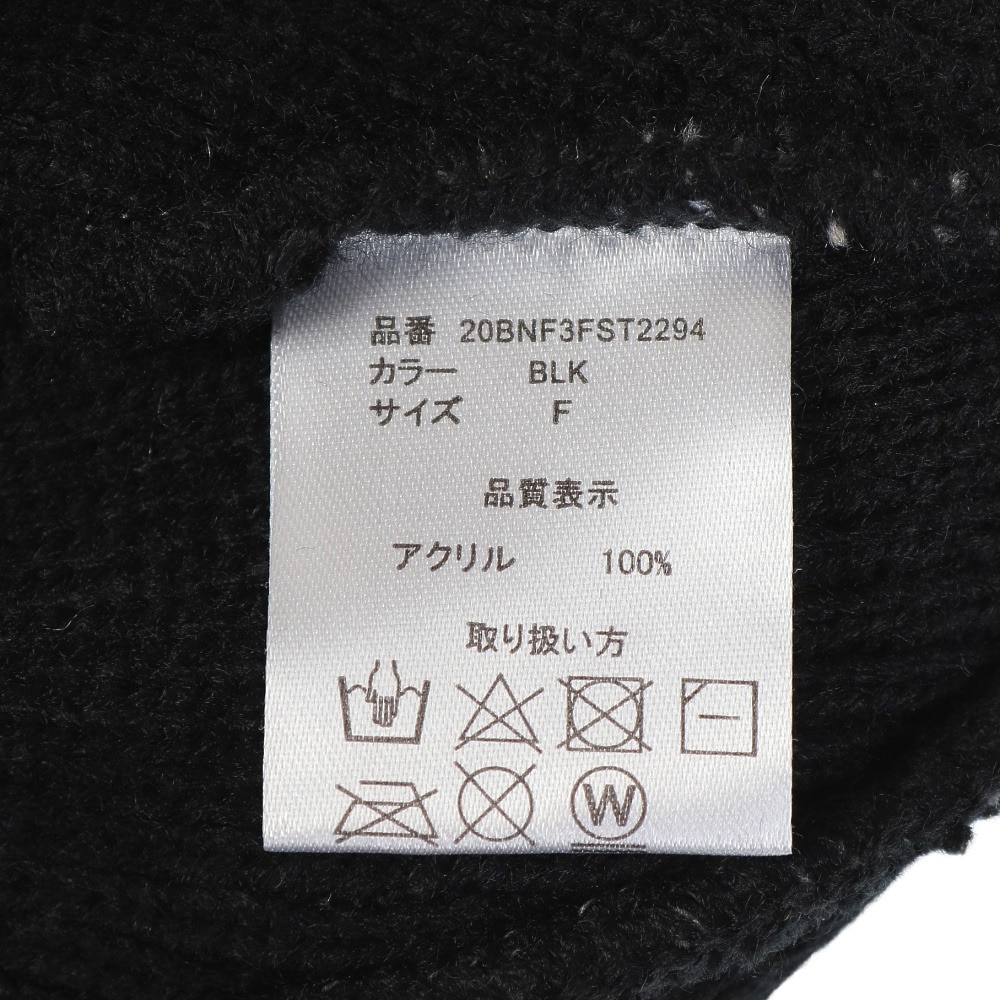 品番 20BNF3FST2294
カラー BLK
サイズ F
品質表示
アクリル 100%
取り扱い方
W